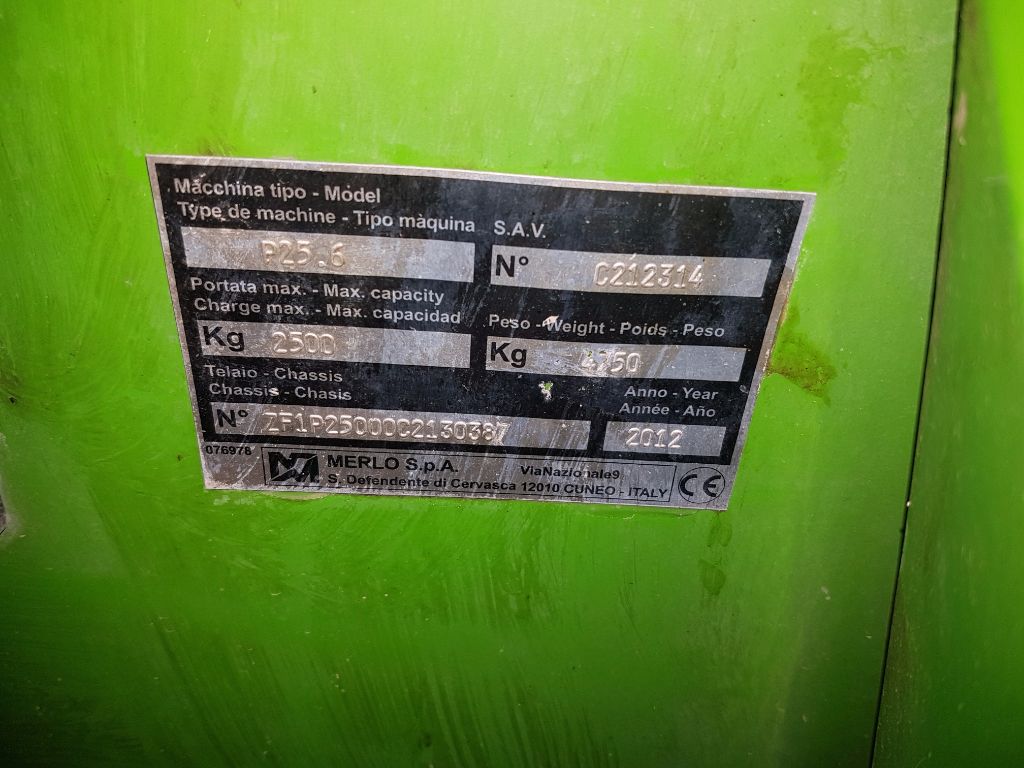 Macchina tipo - Model
Type de machine - Tipo màquina
P25.6
S.A.V.
N° C212314
Portata max. - Max. capacity
Charge max. - Max. capacidad
Kg 2500
Peso - Weight - Poids - Peso
Kg
Telaio - Chassis
Chassis - Chasis
N° ZF1P25000C2130387
Anno - Year
Année - Año
2012
076978
MERLO S.p.A. ViaNazionale9
S. Defendente di Cervasca 12010 CUNEO - ITALY
CE